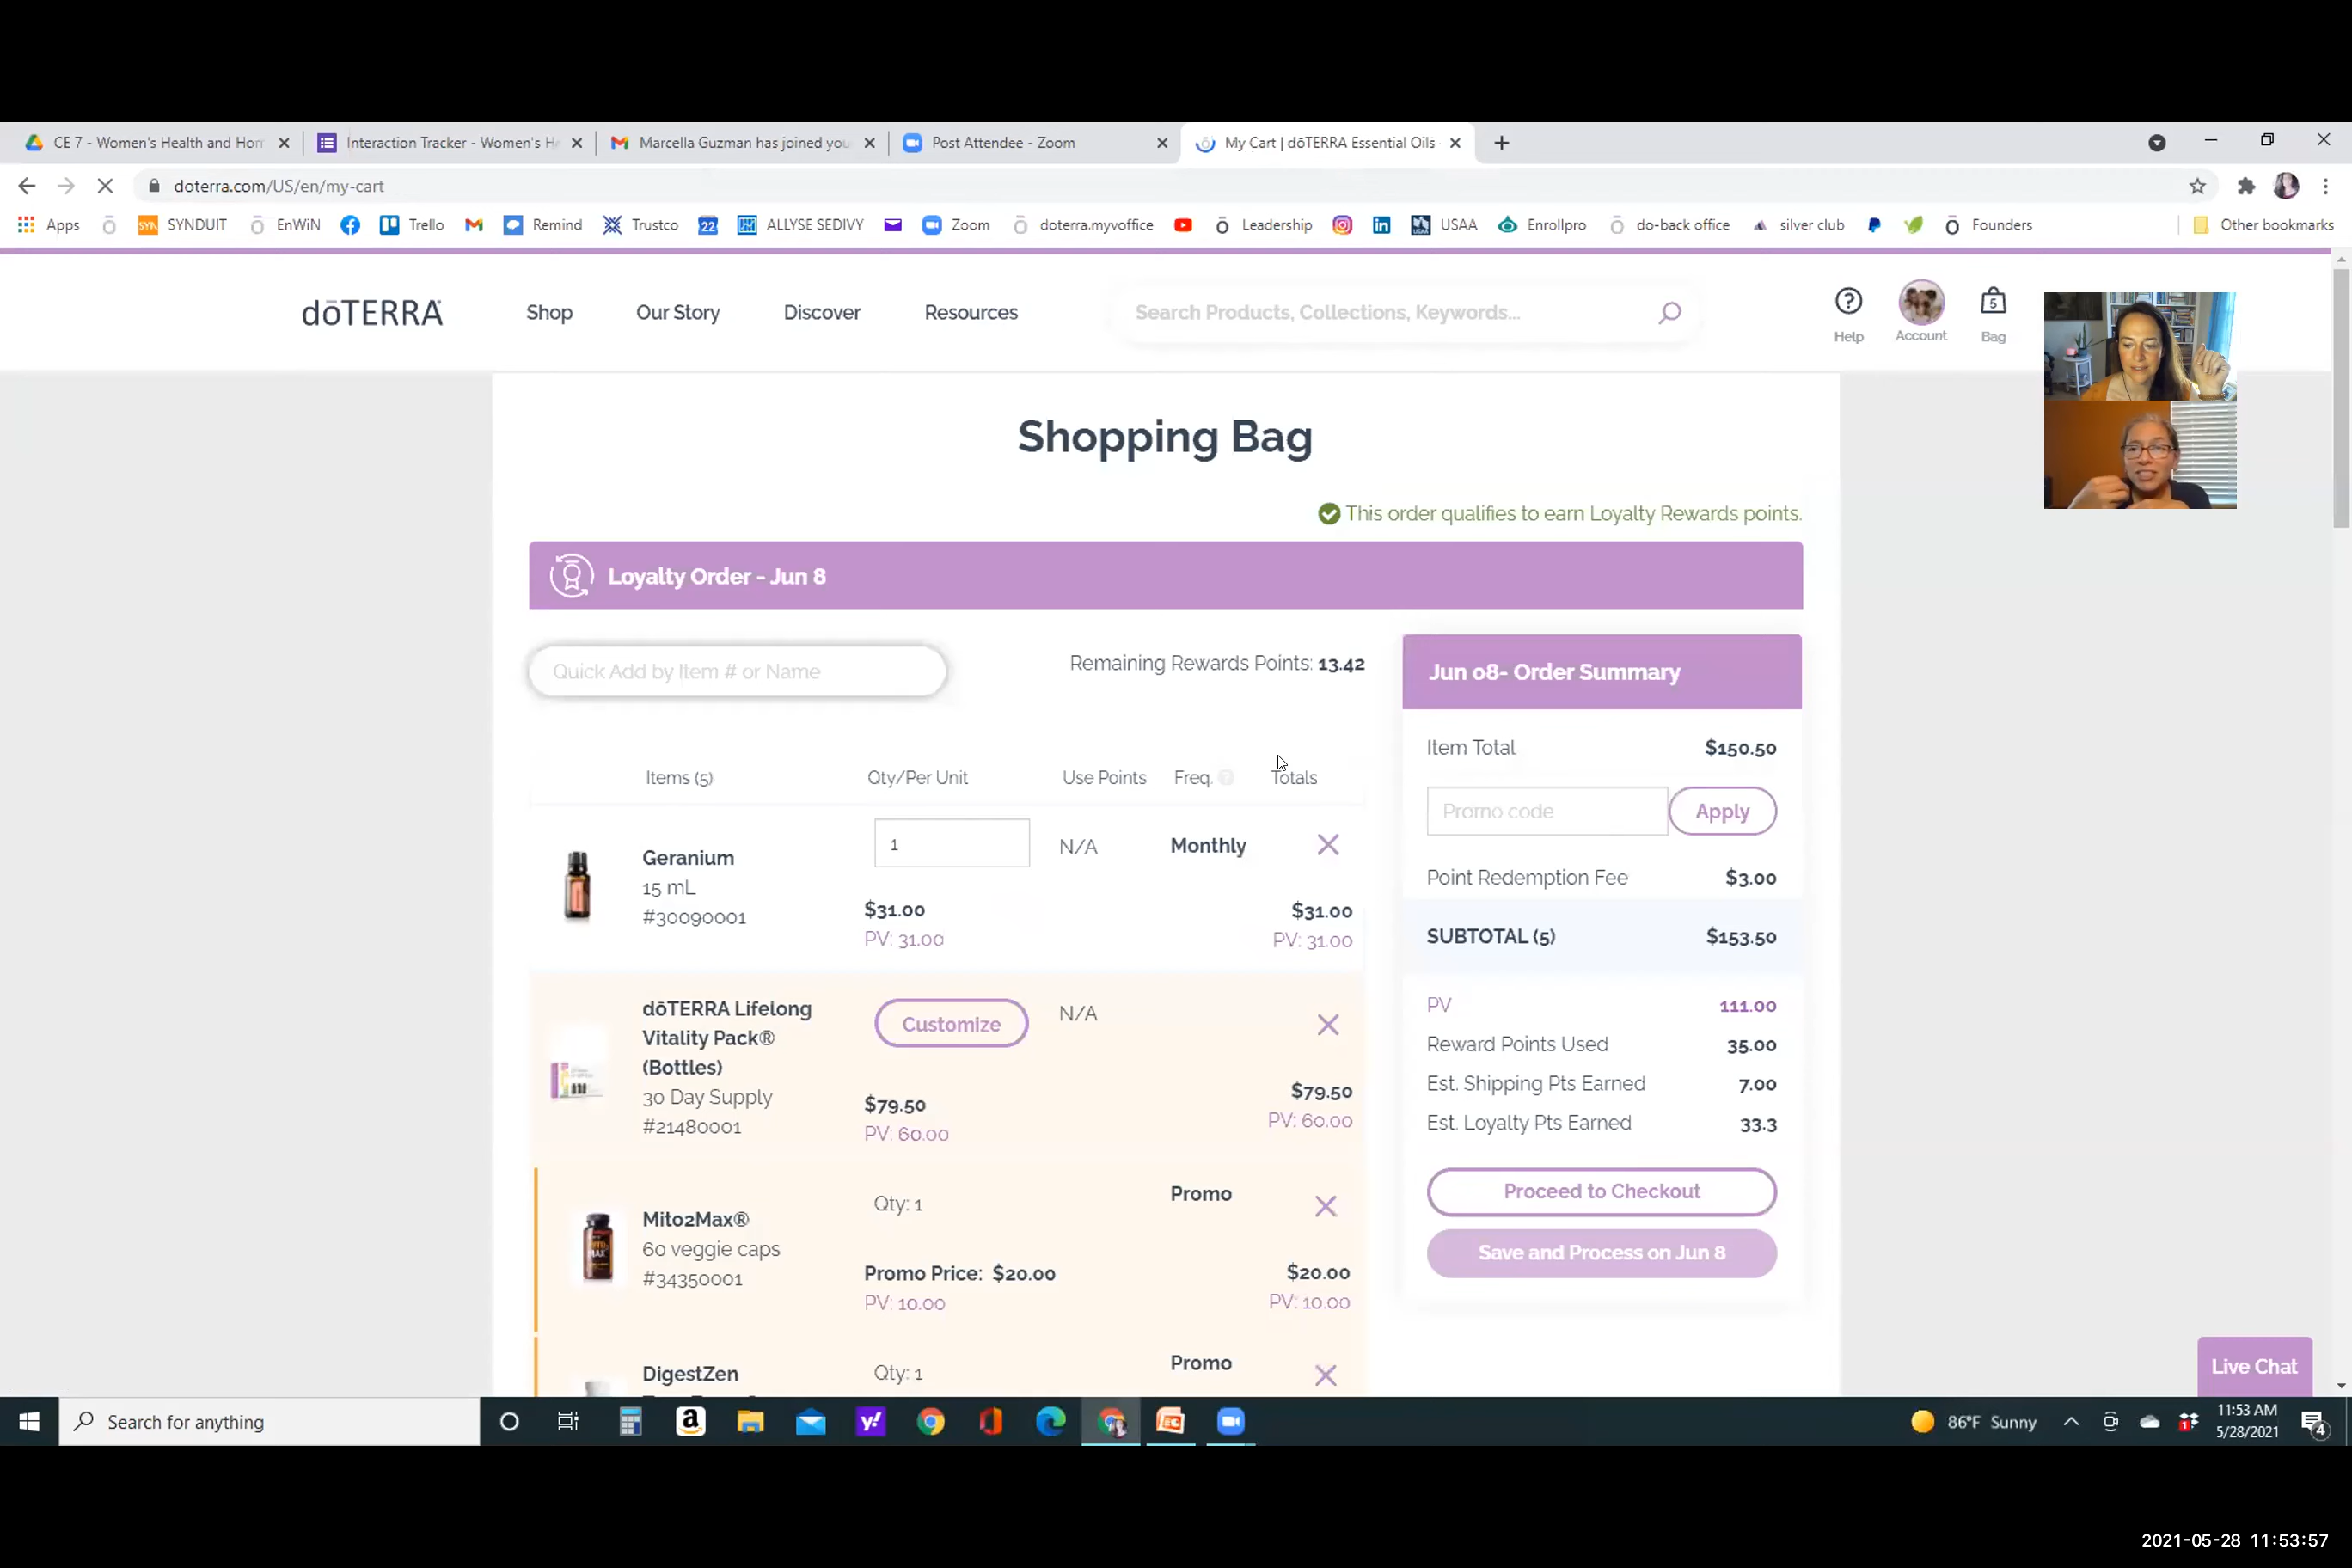 CE 7 - Women's Health and Hor
Interaction Tracker - Women's He
Marcella Guzman has joined you
Post Attendee - Zoom
My Cart | dōTERRA Essential Oils
doterra.com/US/en/my-cart
Apps
SYNDUIT
EnWiN
Trello
Remind
Trustco
22
ALLYSE SEDIVY
Zoom
doterra.myvoffice
Leadership
USAA
Enrollpro
do-back office
silver club
Founders
Other bookmarks
dōTERRA
Shop
Our Story
Discover
Resources
Search Products, Collections, Keywords...
Help
Account
5
Bag
Shopping Bag
This order qualifies to earn Loyalty Rewards points.
Loyalty Order - Jun 8
Quick Add by Item # or Name
Remaining Rewards Points: 13.42
Items (5)
Qty/Per Unit
Use Points
Freq.
Totals
Geranium
15 mL
#30090001
1
N/A
Monthly
$31.00
PV: 31.00
$31.00
PV: 31.00
dōTERRA Lifelong
Vitality Pack® 
(Bottles)
30 Day Supply
#21480001
Customize
N/A
$79.50
PV: 60.00
$79.50
PV: 60.00
Mito2Max®
60 veggie caps
#34350001
Qty: 1
Promo
Promo Price: $20.00
PV: 10.00
$20.00
PV: 10.00
DigestZen
Qty: 1
Promo
Jun 08- Order Summary
Item Total $150.50
Promo code
Apply
Point Redemption Fee $3.00
SUBTOTAL (5) $153.50
PV 111.00
Reward Points Used 35.00
Est. Shipping Pts Earned 7.00
Est. Loyalty Pts Earned 33.3
Proceed to Checkout
Save and Process on Jun 8
Live Chat
Search for anything
86°F Sunny
11:53 AM
5/28/2021
4
2021-05-28 11:53:57